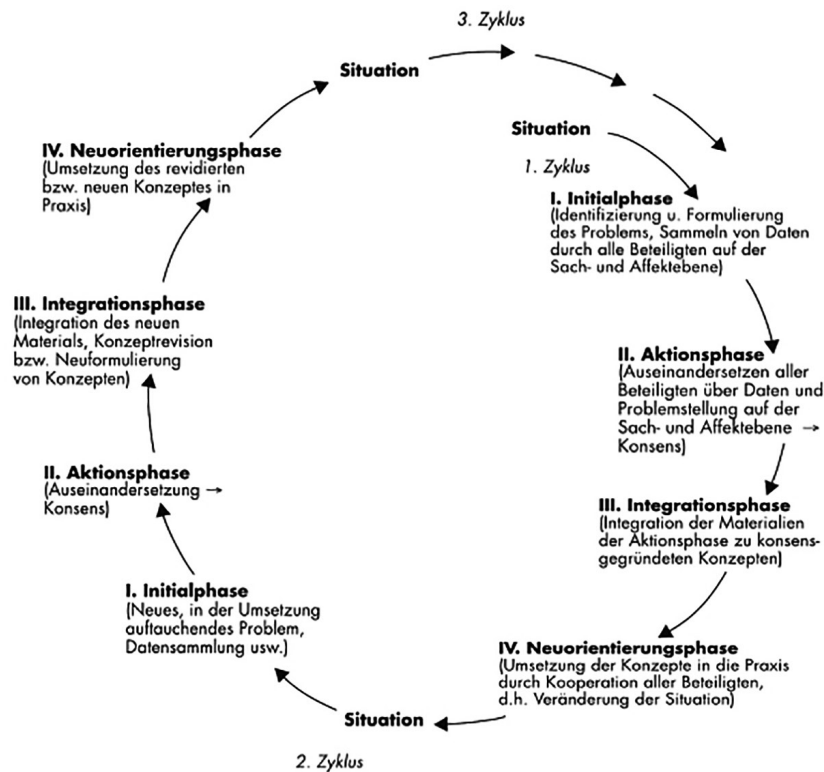 3. Zyklus
Situation
Situation
1. Zyklus
I. Initialphase
(Identifizierung u. Formulierung
des Problems, Sammeln von Daten
durch alle Beteiligten auf der
Sach- und Affektebene)
II. Aktionsphase
(Auseinandersetzen aller
Beteiligten über Daten und
Problemstellung auf der
Sach- und Affektebene →
Konsens)
III. Integrationsphase
(Integration der Materialien
der Aktionsphase zu konsens-
gegründeten Konzepten)
IV. Neuorientierungsphase
(Umsetzung der Konzepte in die Praxis
durch Kooperation aller Beteiligten,
d.h. Veränderung der Situation)
Situation
2. Zyklus
I. Initialphase
(Neues, in der Umsetzung
auftauchendes Problem,
Datensammlung usw.)
II. Aktionsphase
(Auseinandersetzung →
Konsens)
III. Integrationsphase
(Integration des neuen
Materials, Konzeptrevision
bzw. Neuformulierung
von Konzepten)
IV. Neuorientierungsphase
(Umsetzung des revidierten
bzw. neuen Konzeptes in
Praxis)